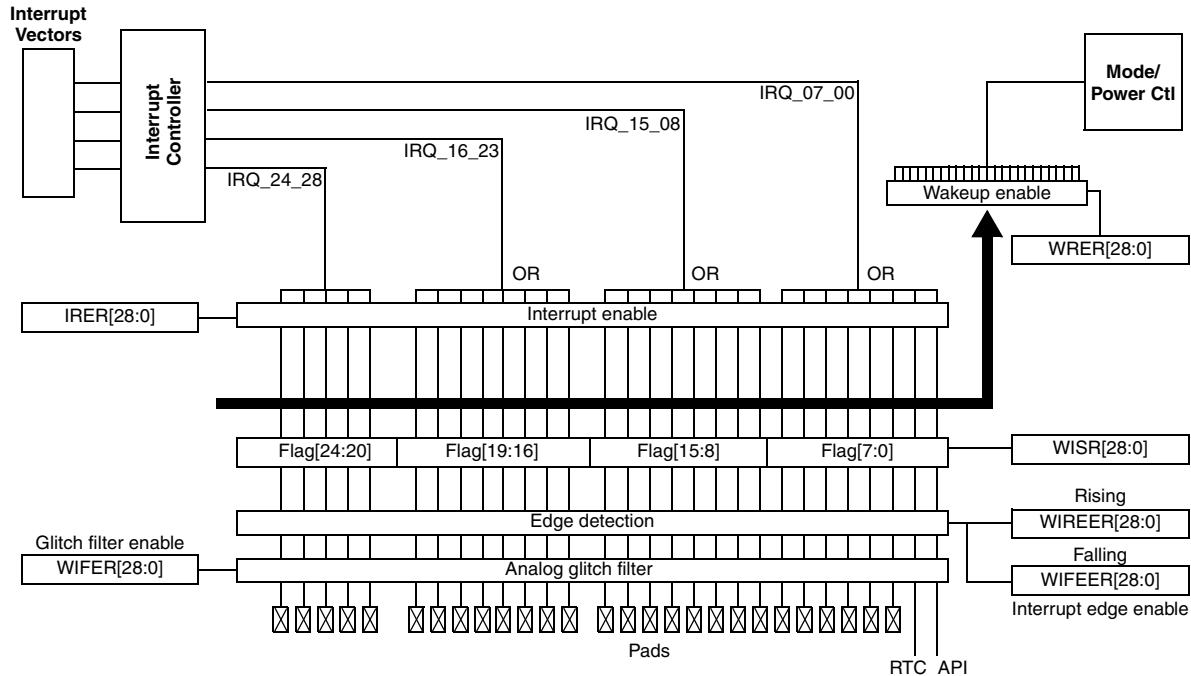 Interrupt
Vectors
Interrupt
Controller
Mode/
Power Ctl
IRQ_07_00
IRQ_15_08
IRQ_16_23
IRQ_24_28
Wakeup enable
WRER[28:0]
OR
OR
OR
IRER[28:0]
Interrupt enable
Flag[24:20]
Flag[19:16]
Flag[15:8]
Flag[7:0]
WISR[28:0]
Rising
Edge detection
WIREER[28:0]
Glitch filter enable
Falling
WIFER[28:0]
Analog glitch filter
WIFEER[28:0]
Interrupt edge enable
Pads
RTC API